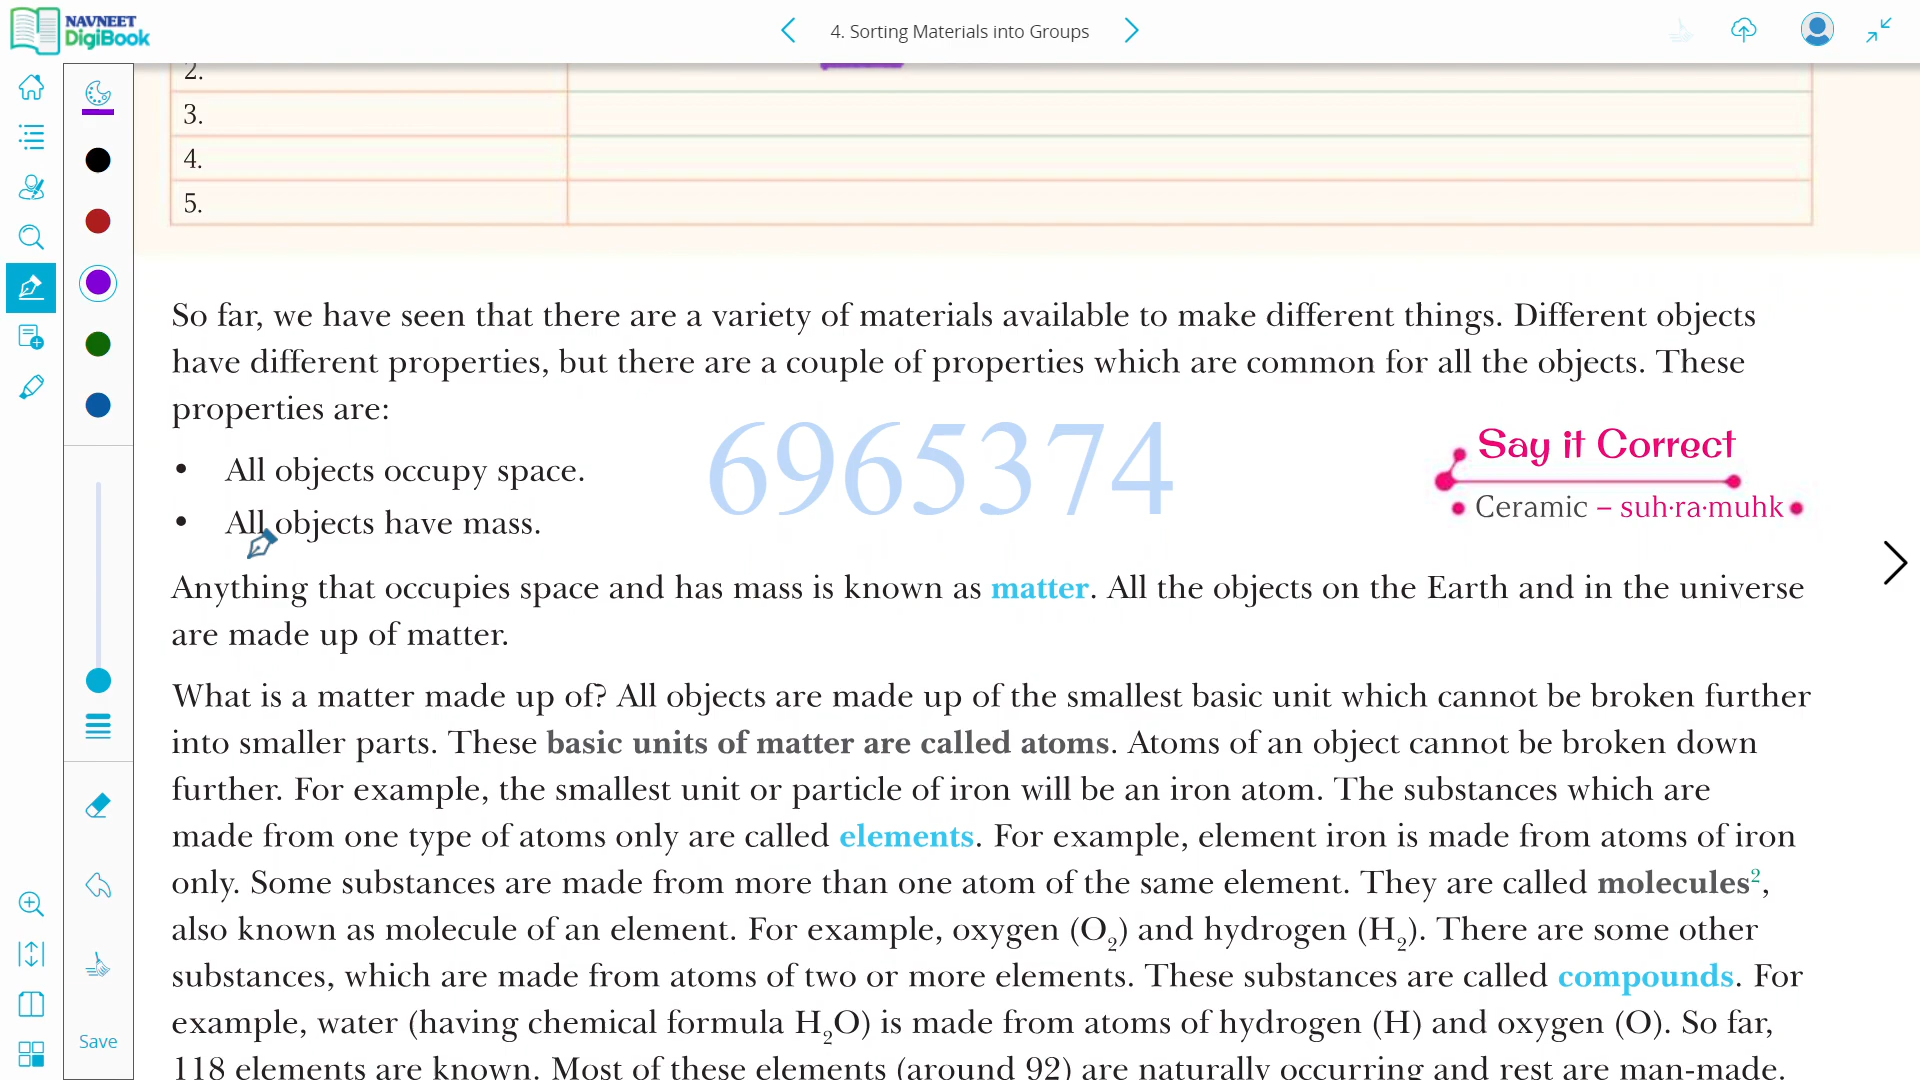 NAVNEET
DigiBook
4. Sorting Materials into Groups
2.
3.
4.
5.
So far, we have seen that there are a variety of materials available to make different things. Different objects
have different properties, but there are a couple of properties which are common for all the objects. These
properties are:
• All objects occupy space.
• All objects have mass.
6965374
Say it Correct
• Ceramic – suh·ra·muhk •
Anything that occupies space and has mass is known as matter. All the objects on the Earth and in the universe
are made up of matter.
What is a matter made up of? All objects are made up of the smallest basic unit which cannot be broken further
into smaller parts. These basic units of matter are called atoms. Atoms of an object cannot be broken down
further. For example, the smallest unit or particle of iron will be an iron atom. The substances which are
made from one type of atoms only are called elements. For example, element iron is made from atoms of iron
only. Some substances are made from more than one atom of the same element. They are called molecules²,
also known as molecule of an element. For example, oxygen (O₂) and hydrogen (H₂). There are some other
substances, which are made from atoms of two or more elements. These substances are called compounds. For
example, water (having chemical formula H₂O) is made from atoms of hydrogen (H) and oxygen (O). So far,
118 elements are known. Most of these elements (around 92) are naturally occurring and rest are man-made.
Save